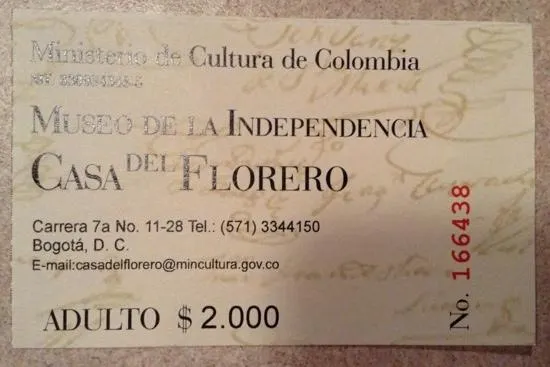 Ministerio de Cultura de Colombia
MUSEO DE LA INDEPENDENCIA
CASA DEL FLORERO
Carrera 7a No. 11-28 Tel.: (571) 3344150
Bogotá, D. C.
E-mail:casadelflorero@mincultura.gov.co
ADULTO $ 2.000
No. 166438